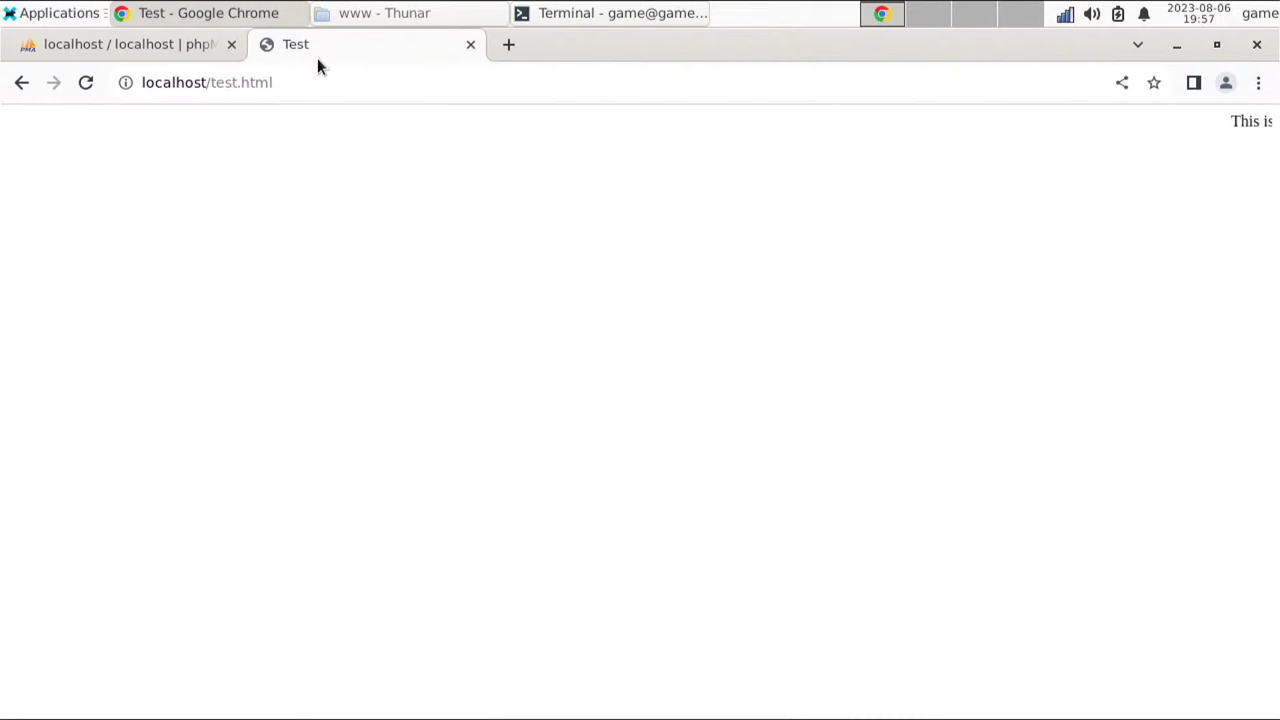 Applications
Test - Google Chrome
www - Thunar
Terminal - game@game...
2023-08-06
19:57
game
localhost / localhost | phpM
Test
localhost/test.html
This is